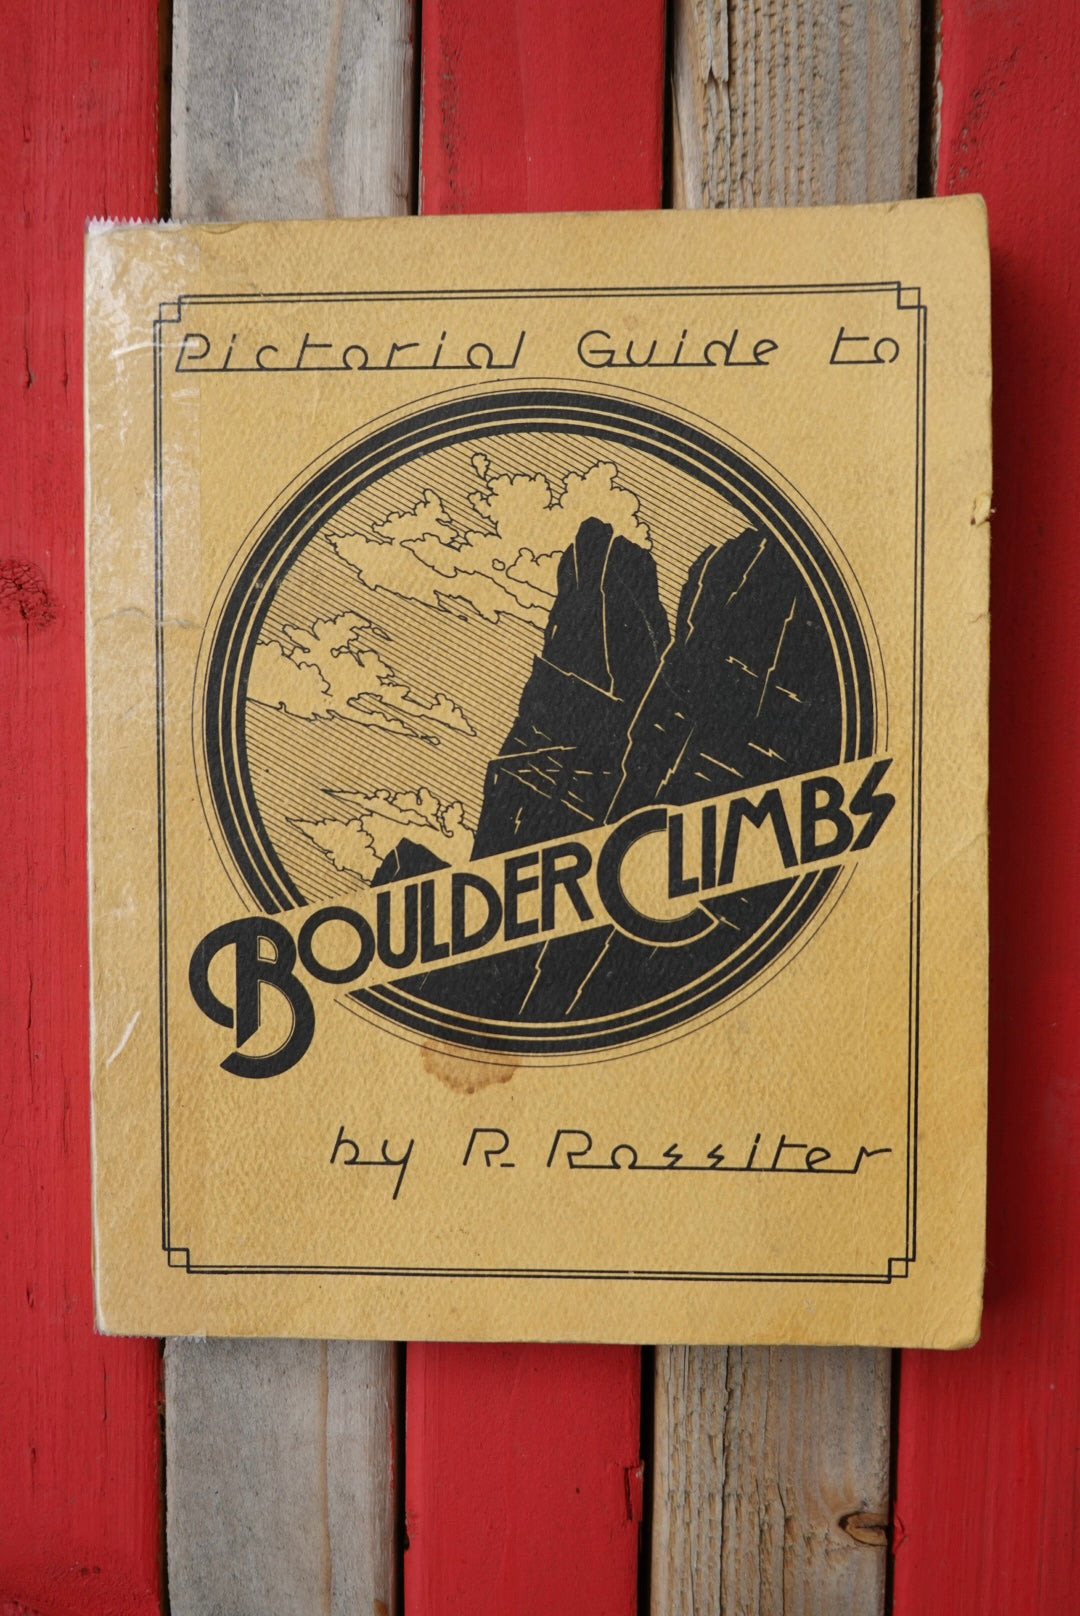 Pictorial Guide to
BOULDER CLIMBS
by R. Rossiter